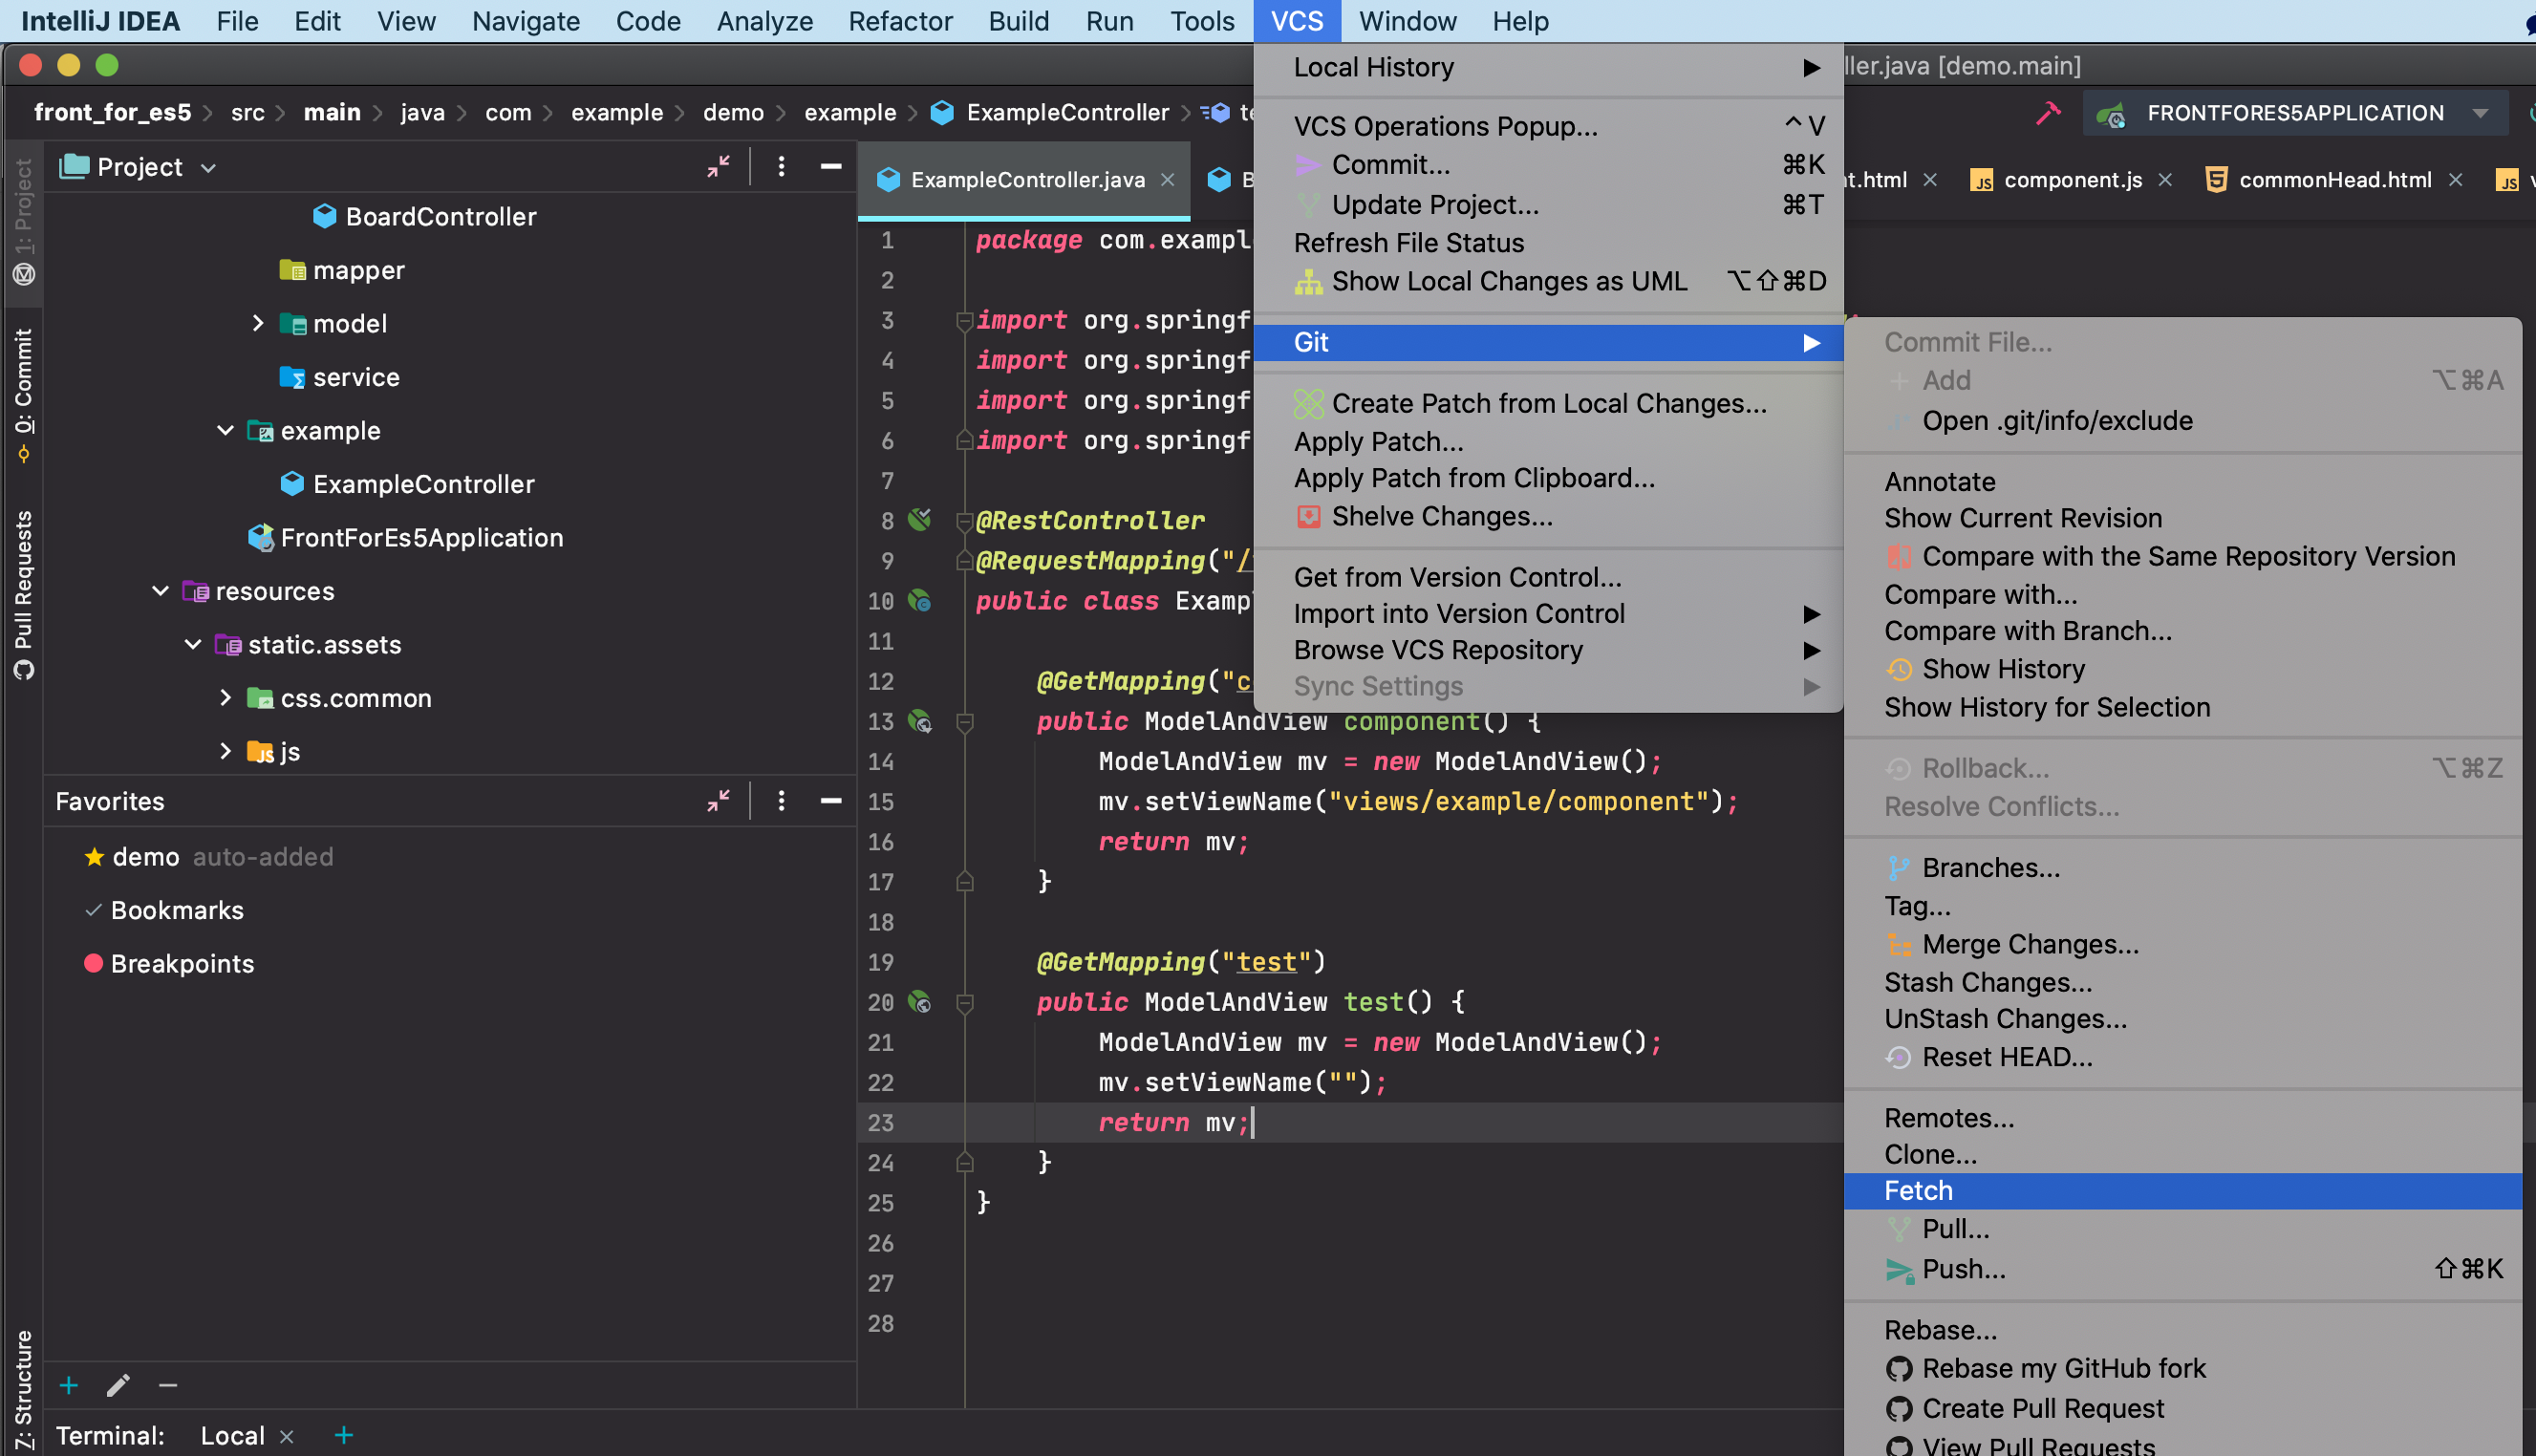 IntelliJ IDEA File Edit View Navigate Code Analyze Refactor Build Run Tools VCS Window Help
ller.java [demo.main]
front_for_es5 src main java com example demo example ExampleController te
FRONTFORES5APPLICATION
1: Project
0: Commit
Pull Requests
Z: Structure
Project
BoardController
mapper
model
service
example
ExampleController
FrontForEs5Application
resources
static.assets
css.common
js
Favorites
demo auto-added
Bookmarks
Breakpoints
Terminal: Local × +
ExampleController.java × B
nt.html × component.js × commonHead.html ×
1 package com.exampl
2
3 import org.springf
4 import org.springf
5 import org.springf
6 import org.springf
7
8 @RestController
9 @RequestMapping("/
10 public class Examp
11
12 @GetMapping("c
13 public ModelAndView component() {
14 ModelAndView mv = new ModelAndView();
15 mv.setViewName("views/example/component");
16 return mv;
17 }
18
19 @GetMapping("test")
20 public ModelAndView test() {
21 ModelAndView mv = new ModelAndView();
22 mv.setViewName("");
23 return mv;
24 }
25 }
26
27
28
Local History
VCS Operations Popup... ⌃V
Commit... ⌘K
Update Project... ⌘T
Refresh File Status
Show Local Changes as UML ⌥⇧⌘D
Git
Create Patch from Local Changes...
Apply Patch...
Apply Patch from Clipboard...
Shelve Changes...
Get from Version Control...
Import into Version Control
Browse VCS Repository
Sync Settings
Commit File...
Add ⌥⌘A
Open .git/info/exclude
Annotate
Show Current Revision
Compare with the Same Repository Version
Compare with...
Compare with Branch...
Show History
Show History for Selection
Rollback... ⌥⌘Z
Resolve Conflicts...
Branches...
Tag...
Merge Changes...
Stash Changes...
UnStash Changes...
Reset HEAD...
Remotes...
Clone...
Fetch
Pull...
Push... ⇧⌘K
Rebase...
Rebase my GitHub fork
Create Pull Request
View Pull Requests